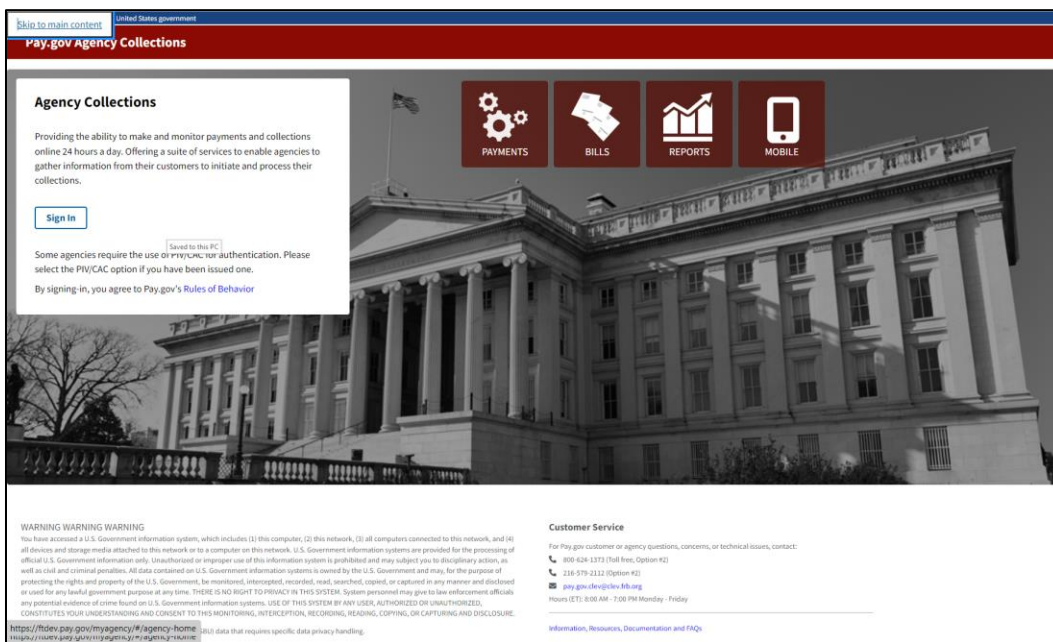 Skip to main content
United States government
Pay.gov Agency Collections
Agency Collections
Providing the ability to make and monitor payments and collections
online 24 hours a day. Offering a suite of services to enable agencies to
gather information from their customers to initiate and process their
collections.
Sign In
Saved to this PC
Some agencies require the use of PIV/CAC for authentication. Please
select the PIV/CAC option if you have been issued one.
By signing-in, you agree to Pay.gov's Rules of Behavior
PAYMENTS
BILLS
REPORTS
MOBILE
WARNING WARNING WARNING
You have accessed a U.S. Government information system, which includes (1) this computer, (2) this network, (3) all computers connected to this network, and (4)
all devices and storage media attached to this network or to a computer on this network. U.S. Government information systems are provided for the processing of
official U.S. Government information only. Unauthorized or improper use of this information system is prohibited and may subject you to disciplinary action, as
well as civil and criminal penalties. All data contained on U.S. Government information systems is owned by the U.S. Government and may, for the purpose of
protecting the rights and property of the U.S. Government, be monitored, intercepted, recorded, read, searched, copied, or captured in any manner and disclosed
or used for any lawful government purpose at any time. THERE IS NO RIGHT TO PRIVACY IN THIS SYSTEM. System personnel may give to law enforcement officials
any potential evidence of crime found on U.S. Government information systems. USE OF THIS SYSTEM BY ANY USER, AUTHORIZED OR UNAUTHORIZED,
CONSTITUTES YOUR UNDERSTANDING AND CONSENT TO THIS MONITORING, INTERCEPTION, RECORDING, READING, COPYING, OR CAPTURING AND DISCLOSURE.
https://ftdev.pay.gov/myagency/#/agency-home
(SBU) data that requires specific data privacy handling.
https://ftdev.pay.gov/myagency/#/agency-home
Customer Service
For Pay.gov customer or agency questions, concerns, or technical issues, contact:
800-624-1373 (Toll free, Option #2)
216-579-2112 (Option #2)
pay.gov.clev@clev.frb.org
Hours (ET): 8:00 AM - 7:00 PM Monday - Friday
Information, Resources, Documentation and FAQs